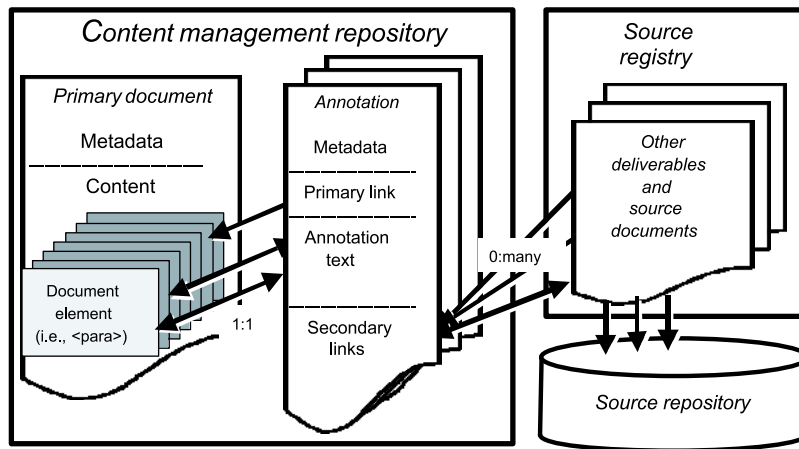 Content management repository
Primary document
Metadata
Content
Document
element
(i.e., <para>)
1:1
Annotation
Metadata
Primary link
Annotation
text
Secondary
links
0:many
Source
registry
Other
deliverables
and
source
documents
Source repository